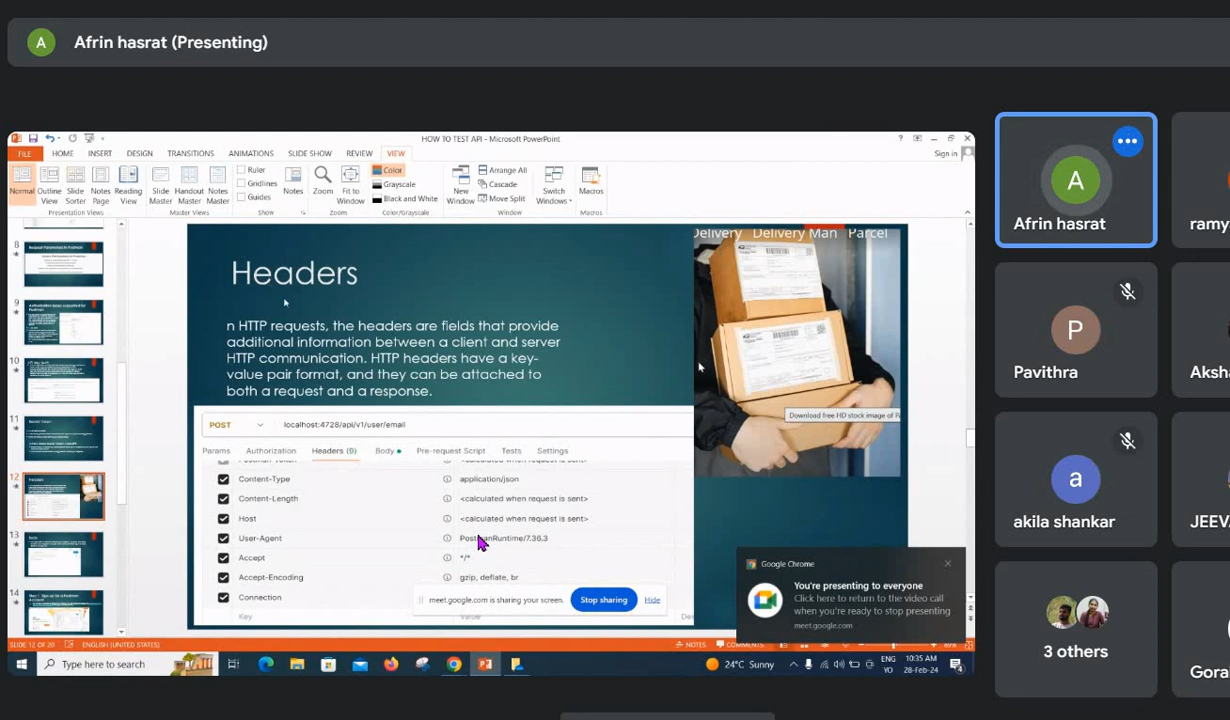 A Afrin hasrat (Presenting)
HOW TO TEST API - Microsoft PowerPoint
FILE HOME INSERT DESIGN TRANSITIONS ANIMATIONS SLIDE SHOW REVIEW VIEW Sign in
Normal Outline View Slide Sorter Notes Page Reading View
Presentation Views
Slide Master Handout Master Notes Master
Master Views
Ruler
Gridlines
Guides
Show
Notes
Zoom Fit to Window
Zoom
Color
Grayscale
Black and White
Color/Grayscale
New Window
Arrange All
Cascade
Move Split
Window
Switch Windows
Macros
Macros
8
9
10
11
12
13
14
Headers
n HTTP requests, the headers are fields that provide
additional information between a client and server
HTTP communication. HTTP headers have a key-
value pair format, and they can be attached to
both a request and a response.
Delivery Delivery Man Parcel
Download free HD stock image of
POST localhost:4728/api/v1/user/email
Params Authorization Headers (9) Body Pre-request Script Tests Settings
Content-Type application/json
Content-Length <calculated when request is sent>
Host <calculated when request is sent>
User-Agent PostmanRuntime/7.36.3
Accept */*
Accept-Encoding gzip, deflate, br
Connection
Key Value
meet.google.com is sharing your screen. Stop sharing Hide
Google Chrome
You're presenting to everyone
Click here to return to the video call
when you're ready to stop presenting
meet.google.com
SLIDE 12 OF 20 ENGLISH (UNITED STATES) NOTES COMMENTS 69%
Type here to search
24°C Sunny
ENG
YO
10:35 AM
28-Feb-24
A
Afrin hasrat
ramy
P
Pavithra
Aksha
a
akila shankar
JEEV
3 others
Gora